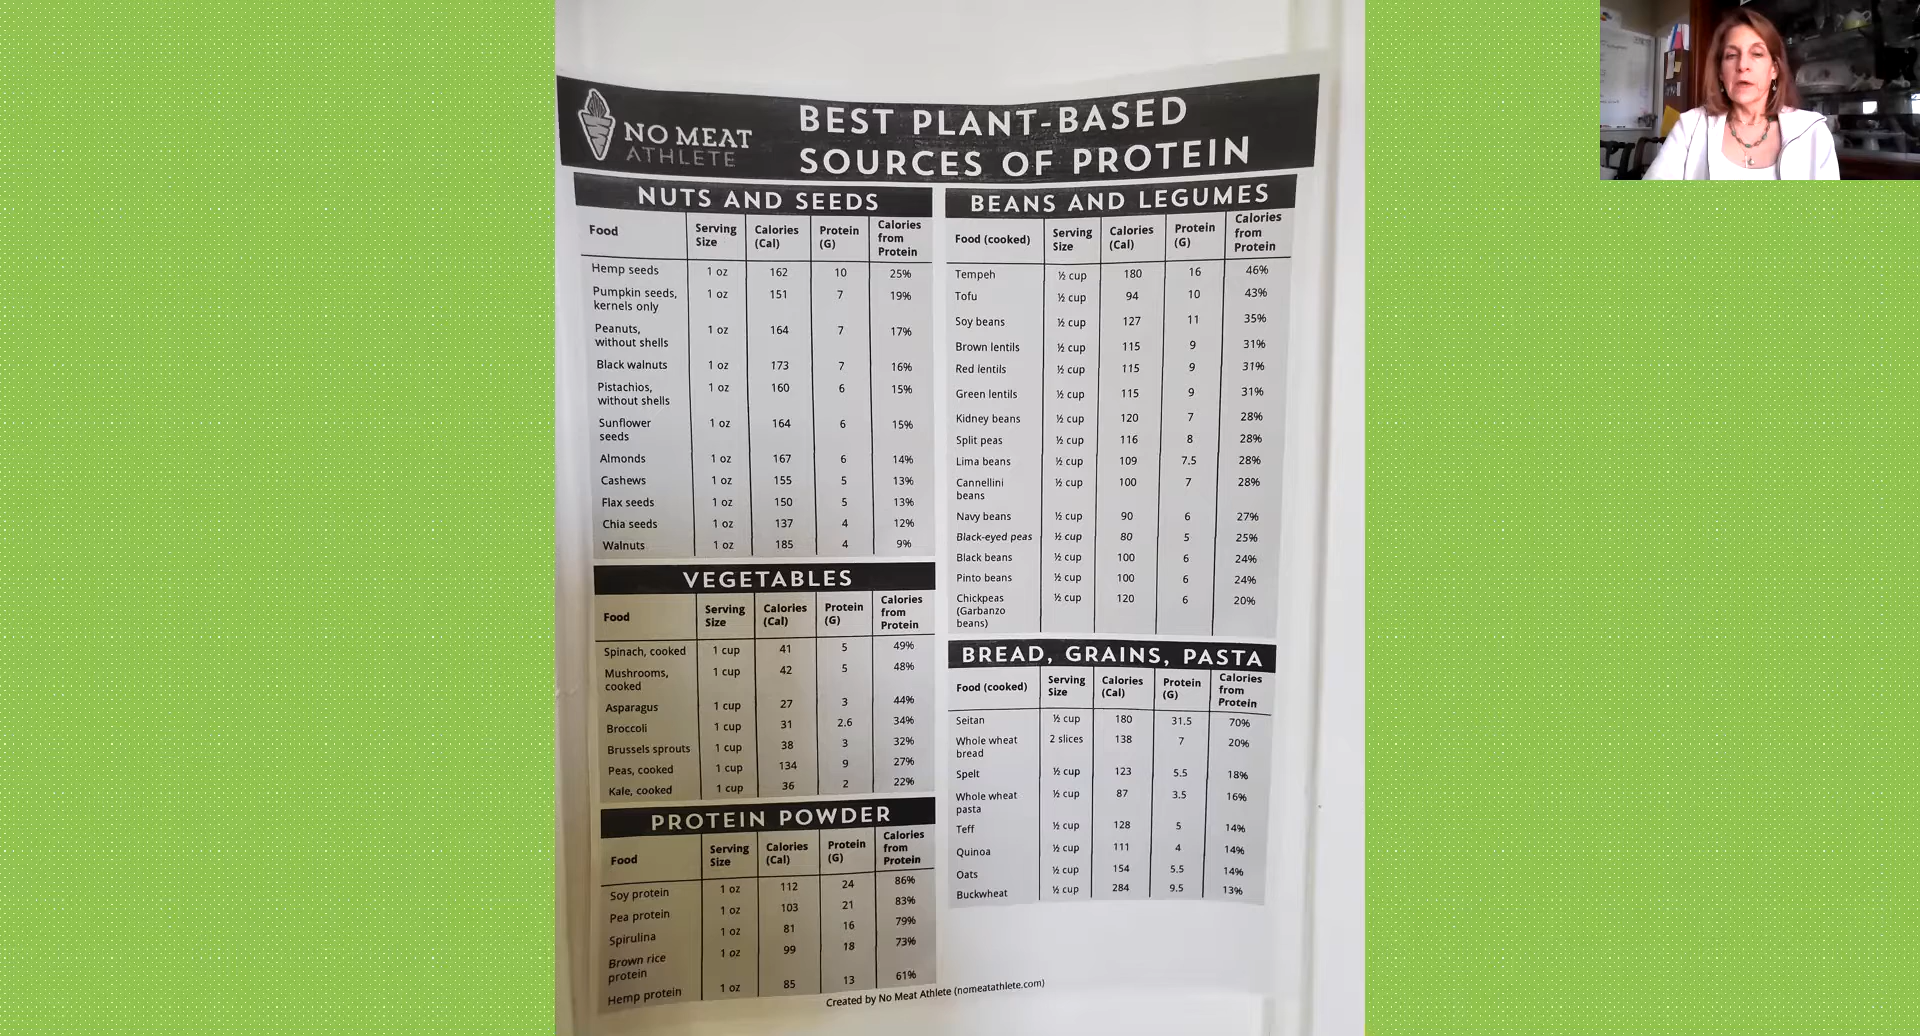 NO MEAT
ATHLETE
BEST PLANT-BASED
SOURCES OF PROTEIN
NUTS AND SEEDS
Food Serving Size Calories (Cal) Protein (G) Calories from Protein
Hemp seeds 1 oz 162 10 25%
Pumpkin seeds, kernels only 1 oz 151 7 19%
Peanuts, without shells 1 oz 164 7 17%
Black walnuts 1 oz 173 7 16%
Pistachios, without shells 1 oz 160 6 15%
Sunflower seeds 1 oz 164 6 15%
Almonds 1 oz 167 6 14%
Cashews 1 oz 155 5 13%
Flax seeds 1 oz 150 5 13%
Chia seeds 1 oz 137 4 12%
Walnuts 1 oz 185 4 9%
VEGETABLES
Food Serving Size Calories (Cal) Protein (G) Calories from Protein
Spinach, cooked 1 cup 41 5 49%
Mushrooms, cooked 1 cup 42 5 48%
Asparagus 1 cup 27 3 44%
Broccoli 1 cup 31 2.6 34%
Brussels sprouts 1 cup 38 3 32%
Peas, cooked 1 cup 134 9 27%
Kale, cooked 1 cup 36 2 22%
PROTEIN POWDER
Food Serving Size Calories (Cal) Protein (G) Calories from Protein
Soy protein 1 oz 112 24 86%
Pea protein 1 oz 103 21 83%
Spirulina 1 oz 81 16 79%
Brown rice protein 1 oz 99 18 73%
Hemp protein 1 oz 85 13 61%
BEANS AND LEGUMES
Food (cooked) Serving Size Calories (Cal) Protein (G) Calories from Protein
Tempeh ½ cup 180 16 46%
Tofu ½ cup 94 10 43%
Soy beans ½ cup 127 11 35%
Brown lentils ½ cup 115 9 31%
Red lentils ½ cup 115 9 31%
Green lentils ½ cup 115 9 31%
Kidney beans ½ cup 120 7 28%
Split peas ½ cup 116 8 28%
Lima beans ½ cup 109 7.5 28%
Cannellini beans ½ cup 100 7 28%
Navy beans ½ cup 90 6 27%
Black-eyed peas ½ cup 80 5 25%
Black beans ½ cup 100 6 24%
Pinto beans ½ cup 100 6 24%
Chickpeas (Garbanzo beans) ½ cup 120 6 20%
BREAD, GRAINS, PASTA
Food (cooked) Serving Size Calories (Cal) Protein (G) Calories from Protein
Seitan ½ cup 180 31.5 70%
Whole wheat bread 2 slices 138 7 20%
Spelt ½ cup 123 5.5 18%
Whole wheat pasta ½ cup 87 3.5 16%
Teff ½ cup 128 5 14%
Quinoa ½ cup 111 4 14%
Oats ½ cup 154 5.5 14%
Buckwheat ½ cup 284 9.5 13%
Created by No Meat Athlete (nomeatathlete.com)